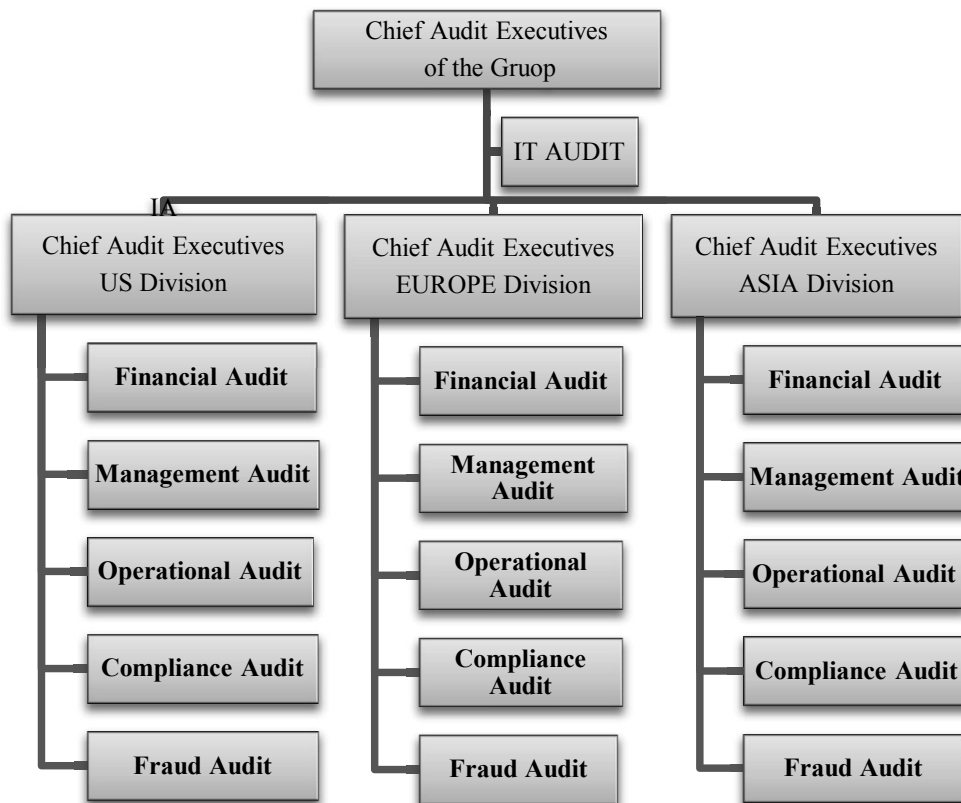 Chief Audit Executives
of the Gruop
IT AUDIT
IA
Chief Audit Executives
US Division
Financial Audit
Management Audit
Operational Audit
Compliance Audit
Fraud Audit
Chief Audit Executives
EUROPE Division
Financial Audit
Management
Audit
Operational
Audit
Compliance
Audit
Fraud Audit
Chief Audit Executives
ASIA Division
Financial Audit
Management Audit
Operational Audit
Compliance Audit
Fraud Audit